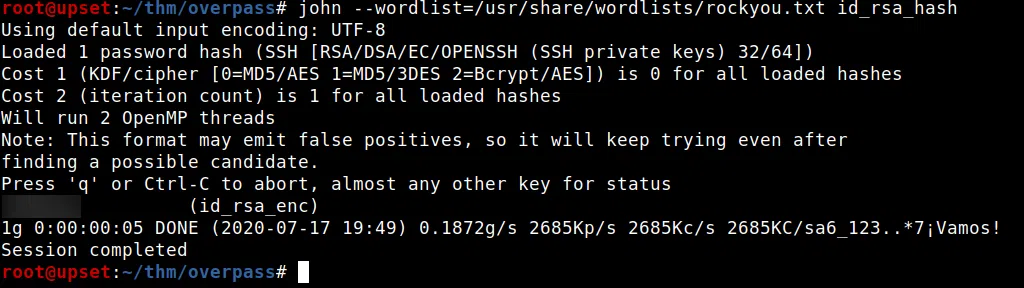 root@upset:~/thm/overpass# john --wordlist=/usr/share/wordlists/rockyou.txt id_rsa_hash
Using default input encoding: UTF-8
Loaded 1 password hash (SSH [RSA/DSA/EC/OPENSSH (SSH private keys) 32/64])
Cost 1 (KDF/cipher [0=MD5/AES 1=MD5/3DES 2=Bcrypt/AES]) is 0 for all loaded hashes
Cost 2 (iteration count) is 1 for all loaded hashes
Will run 2 OpenMP threads
Note: This format may emit false positives, so it will keep trying even after
finding a possible candidate.
Press 'q' or Ctrl-C to abort, almost any other key for status
(id_rsa_enc)
1g 0:00:00:05 DONE (2020-07-17 19:49) 0.1872g/s 2685Kp/s 2685Kc/s 2685KC/sa6_123..*7¡Vamos!
Session completed
root@upset:~/thm/overpass#